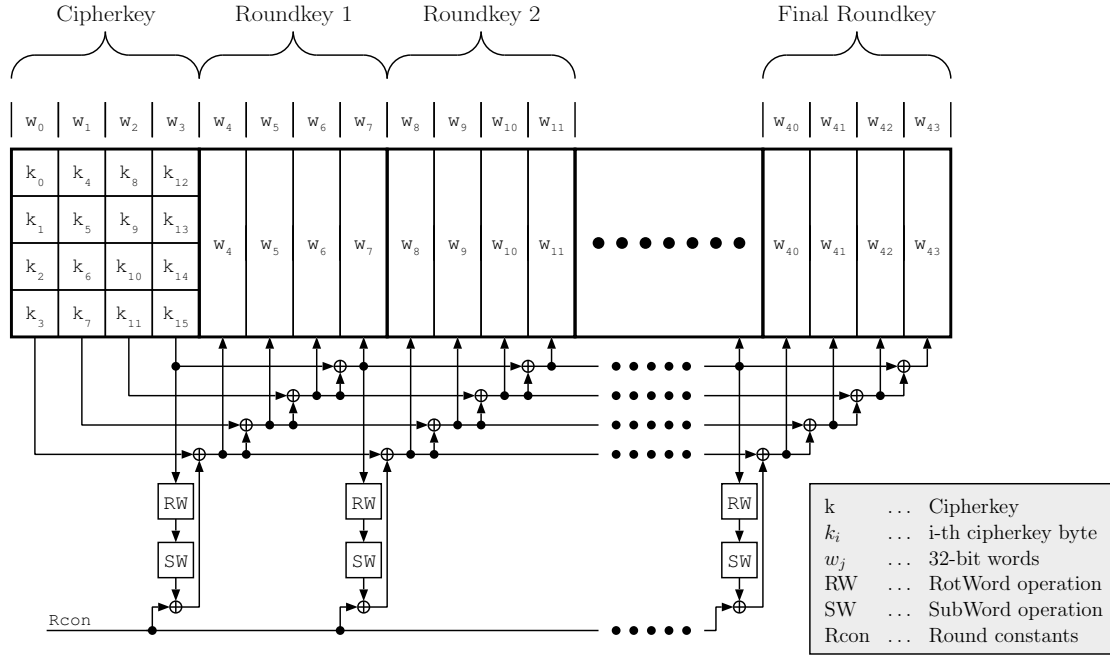 Cipherkey Roundkey 1 Roundkey 2 Final Roundkey
w0 w1 w2 w3 w4 w5 w6 w7 w8 w9 w10 w11 w40 w41 w42 w43
k0 k4 k8 k12
k1 k5 k9 k13
w4 w5 w6 w7 w8 w9 w10 w11 w40 w41 w42 w43
k2 k6 k10 k14
k3 k7 k11 k15
RW RW RW
SW SW SW
Rcon
k ... Cipherkey
ki ... i-th cipherkey byte
wj ... 32-bit words
RW ... RotWord operation
SW ... SubWord operation
Rcon ... Round constants